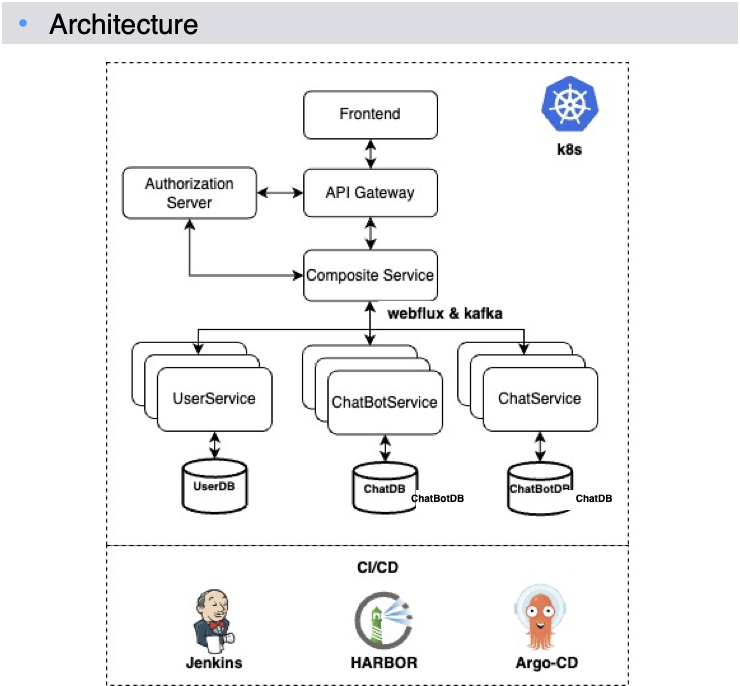 • Architecture
Frontend
k8s
Authorization
Server
API Gateway
Composite Service
webflux & kafka
UserService
ChatBotService
ChatService
UserDB
ChatDB
ChatBotDB
ChatBotDB
ChatDB
CI/CD
Jenkins
HARBOR
Argo-CD